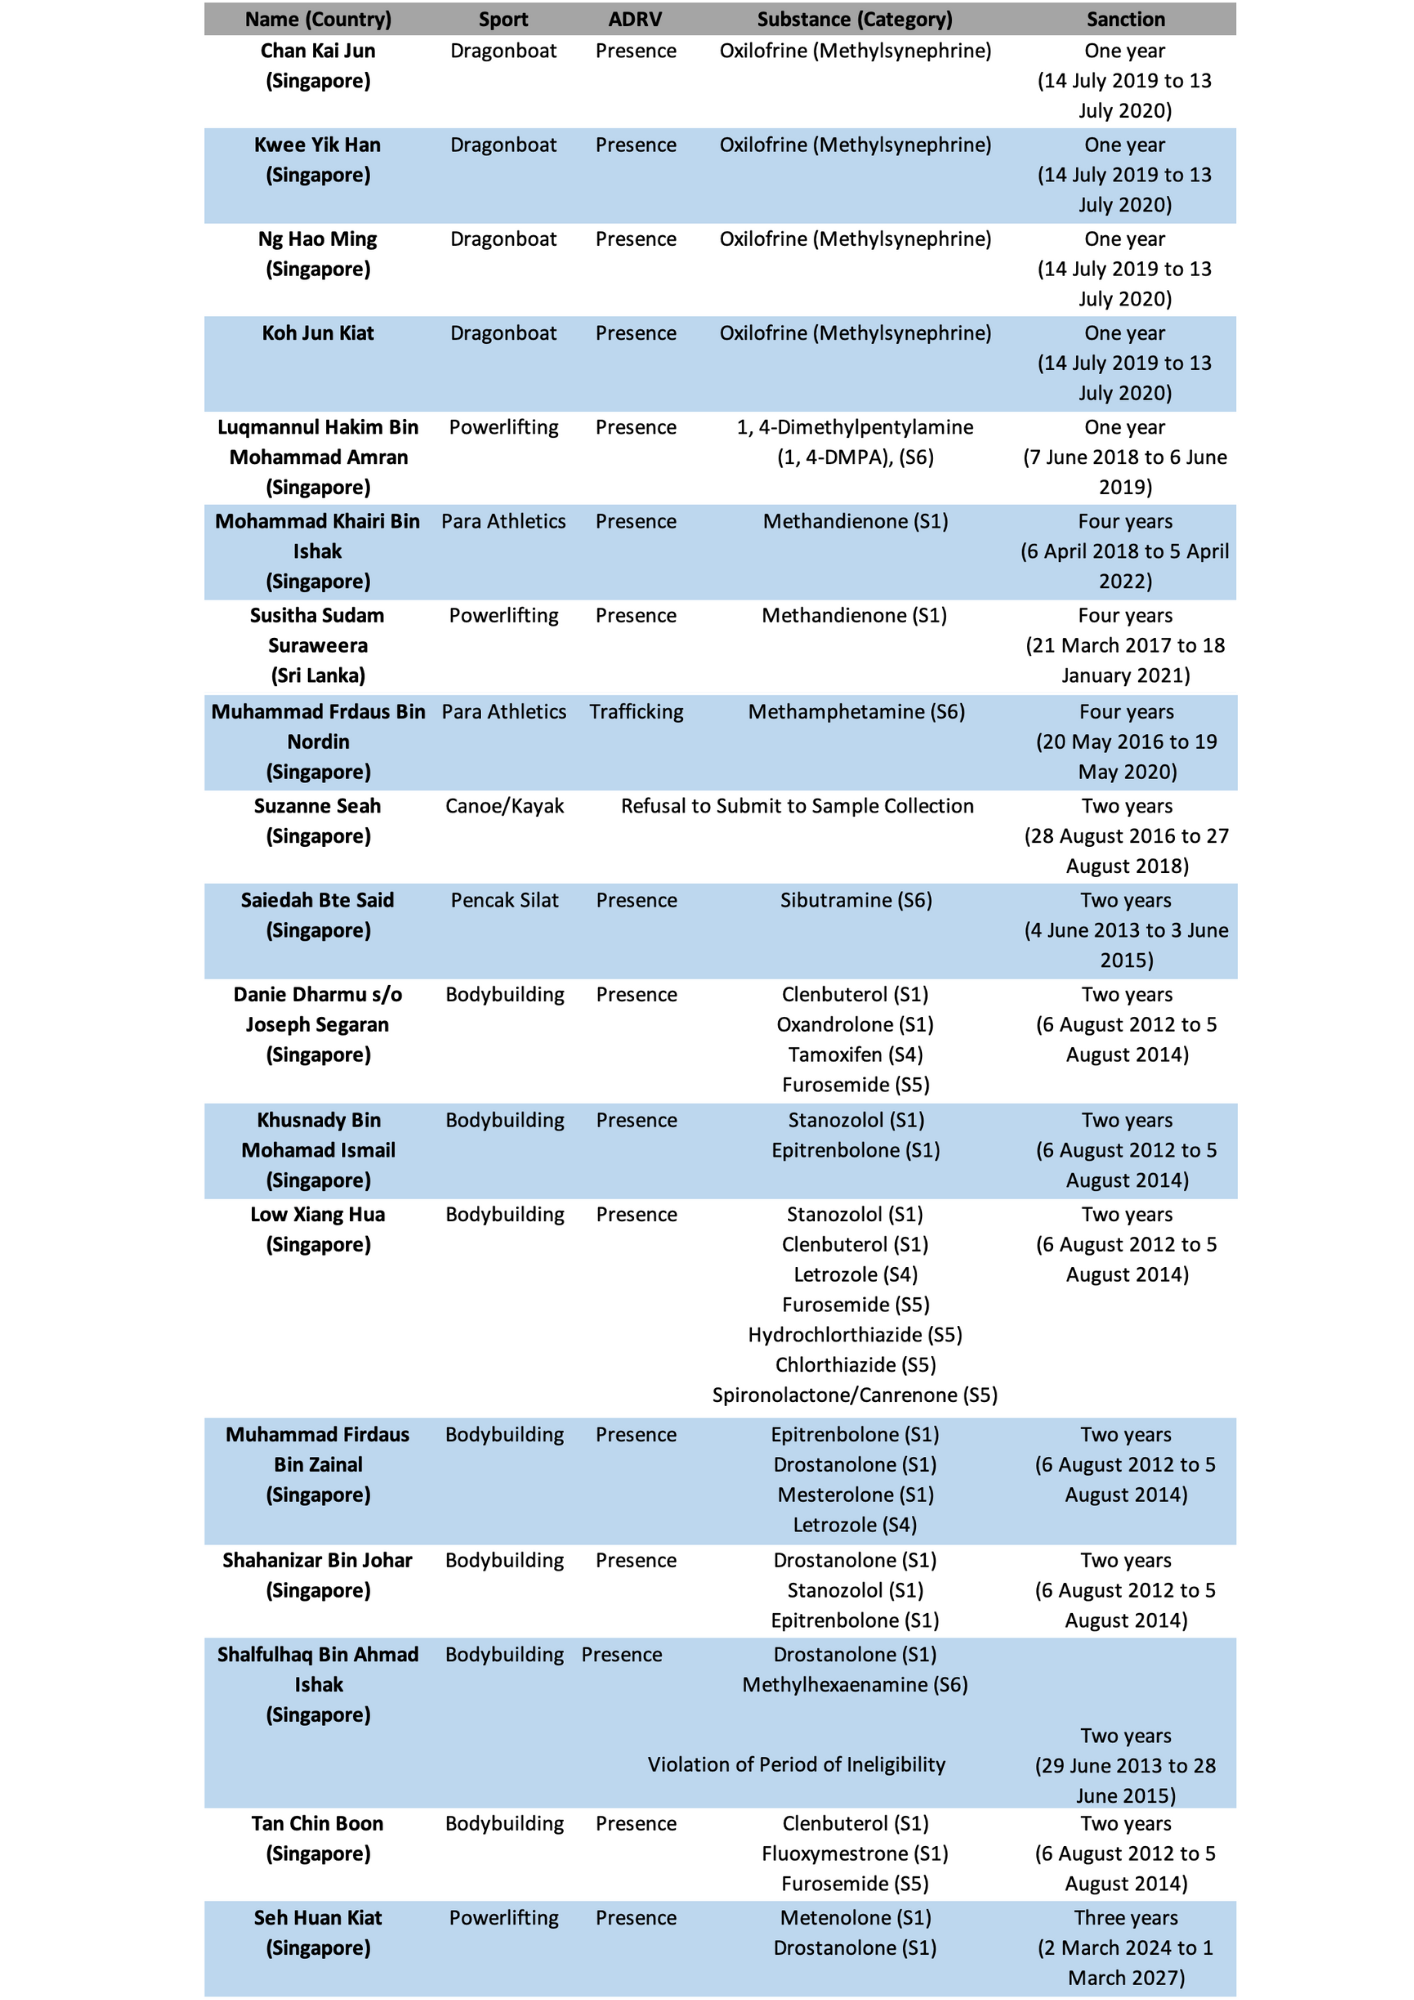 Name (Country) Sport ADRV Substance (Category) Sanction
Chan Kai Jun Dragonboat Presence Oxilofrine (Methylsynephrine) One year
(Singapore) (14 July 2019 to 13
July 2020)
Kwee Yik Han Dragonboat Presence Oxilofrine (Methylsynephrine) One year
(Singapore) (14 July 2019 to 13
July 2020)
Ng Hao Ming Dragonboat Presence Oxilofrine (Methylsynephrine) One year
(Singapore) (14 July 2019 to 13
July 2020)
Koh Jun Kiat Dragonboat Presence Oxilofrine (Methylsynephrine) One year
(14 July 2019 to 13
July 2020)
Luqmannul Hakim Bin Powerlifting Presence 1, 4-Dimethylpentylamine One year
Mohammad Amran (1, 4-DMPA), (S6) (7 June 2018 to 6 June
(Singapore) 2019)
Mohammad Khairi Bin Para Athletics Presence Methandienone (S1) Four years
Ishak (6 April 2018 to 5 April
(Singapore) 2022)
Susitha Sudam Powerlifting Presence Methandienone (S1) Four years
Suraweera (21 March 2017 to 18
(Sri Lanka) January 2021)
Muhammad Frdaus Bin Para Athletics Trafficking Methamphetamine (S6) Four years
Nordin (20 May 2016 to 19
(Singapore) May 2020)
Suzanne Seah Canoe/Kayak Refusal to Submit to Sample Collection Two years
(Singapore) (28 August 2016 to 27
August 2018)
Saiedah Bte Said Pencak Silat Presence Sibutramine (S6) Two years
(Singapore) (4 June 2013 to 3 June
2015)
Danie Dharmu s/o Bodybuilding Presence Clenbuterol (S1) Two years
Joseph Segaran Oxandrolone (S1) (6 August 2012 to 5
(Singapore) Tamoxifen (S4) August 2014)
Furosemide (S5)
Khusnady Bin Bodybuilding Presence Stanozolol (S1) Two years
Mohamad Ismail Epitrenbolone (S1) (6 August 2012 to 5
(Singapore) August 2014)
Low Xiang Hua Bodybuilding Presence Stanozolol (S1) Two years
(Singapore) Clenbuterol (S1) (6 August 2012 to 5
Letrozole (S4) August 2014)
Furosemide (S5)
Hydrochlorthiazide (S5)
Chlorthiazide (S5)
Spironolactone/Canrenone (S5)
Muhammad Firdaus Bodybuilding Presence Epitrenbolone (S1) Two years
Bin Zainal Drostanolone (S1) (6 August 2012 to 5
(Singapore) Mesterolone (S1) August 2014)
Letrozole (S4)
Shahanizar Bin Johar Bodybuilding Presence Drostanolone (S1) Two years
(Singapore) Stanozolol (S1) (6 August 2012 to 5
Epitrenbolone (S1) August 2014)
Shalfulhaq Bin Ahmad Bodybuilding Presence Drostanolone (S1)
Ishak Methylhexaenamine (S6)
(Singapore)
Two years
Violation of Period of Ineligibility (29 June 2013 to 28
June 2015)
Tan Chin Boon Bodybuilding Presence Clenbuterol (S1) Two years
(Singapore) Fluoxymestrone (S1) (6 August 2012 to 5
Furosemide (S5) August 2014)
Seh Huan Kiat Powerlifting Presence Metenolone (S1) Three years
(Singapore) Drostanolone (S1) (2 March 2024 to 1
March 2027)